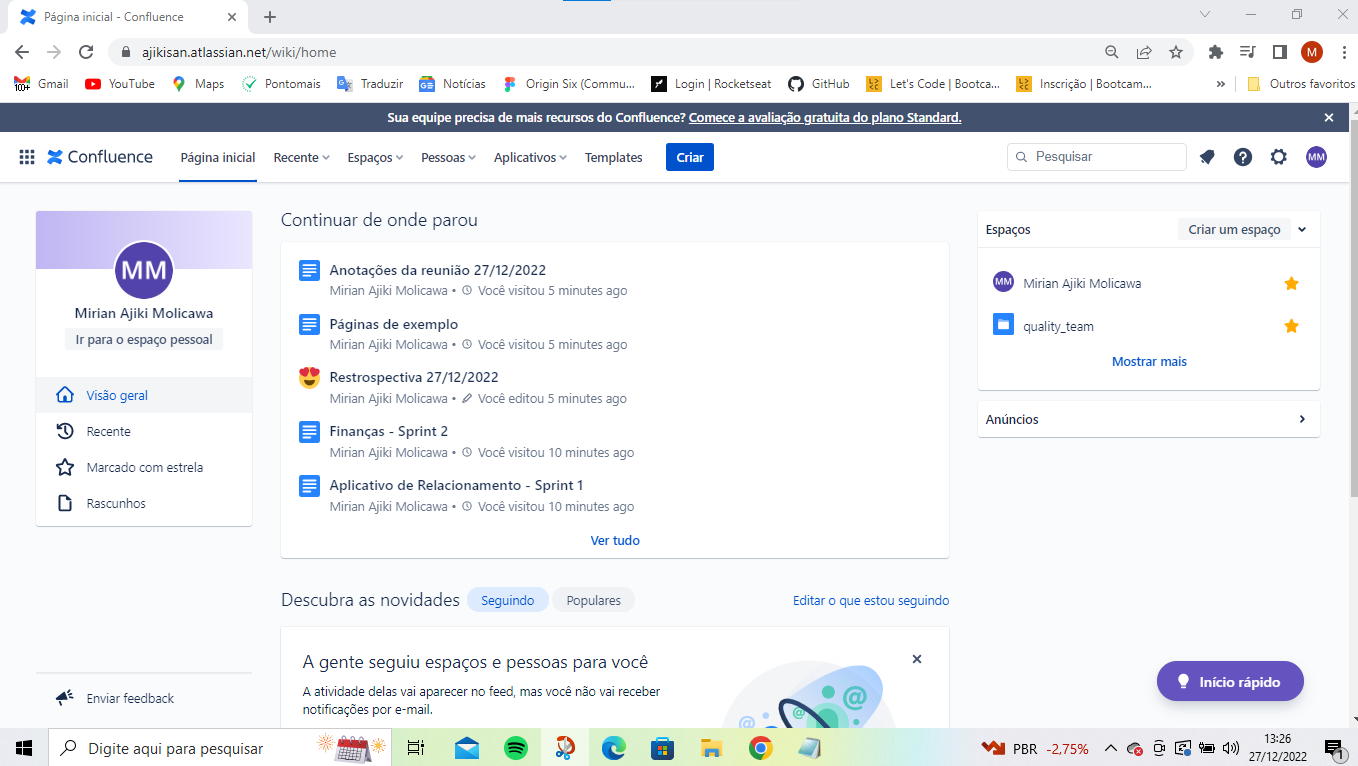 Página inicial - Confluence
ajikisan.atlassian.net/wiki/home
M
100+ Gmail YouTube Maps Pontomais Traduzir Notícias Origin Six (Commu... Login | Rocketseat GitHub Let's Code | Bootca... Inscrição | Bootcam... » Outros favoritos
Sua equipe precisa de mais recursos do Confluence? Comece a avaliação gratuita do plano Standard.
Confluence Página inicial Recente Espaços Pessoas Aplicativos Templates Criar Pesquisar MM
MM
Mirian Ajiki Molicawa
Ir para o espaço pessoal
Visão geral
Recente
Marcado com estrela
Rascunhos
Enviar feedback
Continuar de onde parou
Anotações da reunião 27/12/2022
Mirian Ajiki Molicawa • Você visitou 5 minutes ago
Páginas de exemplo
Mirian Ajiki Molicawa • Você visitou 5 minutes ago
Restrospectiva 27/12/2022
Mirian Ajiki Molicawa • Você editou 5 minutes ago
Finanças - Sprint 2
Mirian Ajiki Molicawa • Você visitou 10 minutes ago
Aplicativo de Relacionamento - Sprint 1
Mirian Ajiki Molicawa • Você visitou 10 minutes ago
Ver tudo
Descubra as novidades Seguindo Populares Editar o que estou seguindo
A gente seguiu espaços e pessoas para você
A atividade delas vai aparecer no feed, mas você não vai receber
notificações por e-mail.
@ @ @
Espaços Criar um espaço
MM Mirian Ajiki Molicawa
quality_team
Mostrar mais
Anúncios
Início rápido
Digite aqui para pesquisar
PBR -2,75%
13:26
27/12/2022
1